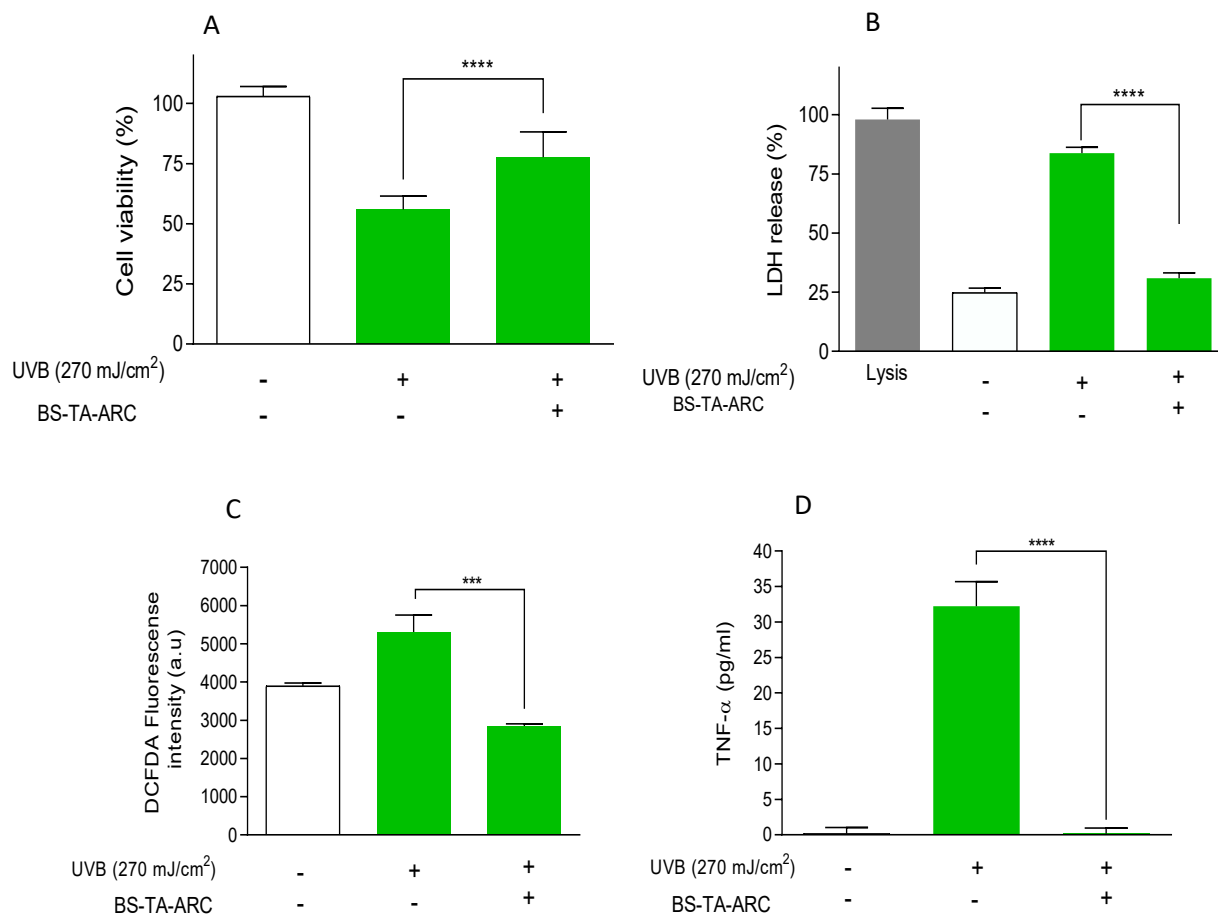 A
Cell viability (%)
100
75
50
25
0
****
UVB (270 mJ/cm²) - + +
BS-TA-ARC - - +
B
LDH release (%)
100
75
50
25
0
****
Lysis
UVB (270 mJ/cm²) - + +
BS-TA-ARC - - +
C
DCFDA Fluorescense
intensity (a.u)
7000
6000
5000
4000
3000
2000
1000
0
***
UVB (270 mJ/cm²) - + +
BS-TA-ARC - - +
D
TNF-α (pg/ml)
40
35
30
25
20
15
10
5
0
****
UVB (270 mJ/cm²) - + +
BS-TA-ARC - - +